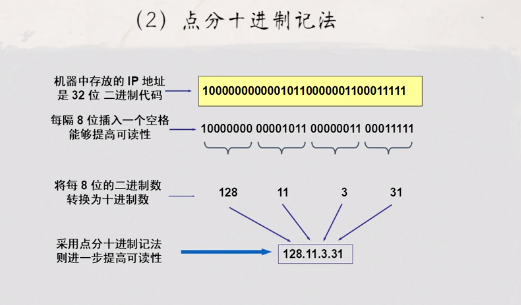 (2) 点分十进制记法
机器中存放的 IP 地址
是 32 位 二进制代码
10000000000010110000001100011111
每隔 8 位插入一个空格
能够提高可读性
10000000 00001011 00000011 00011111
将每 8 位的二进制数
转换为十进制数
128 11 3 31
采用点分十进制记法
则进一步提高可读性
128.11.3.31